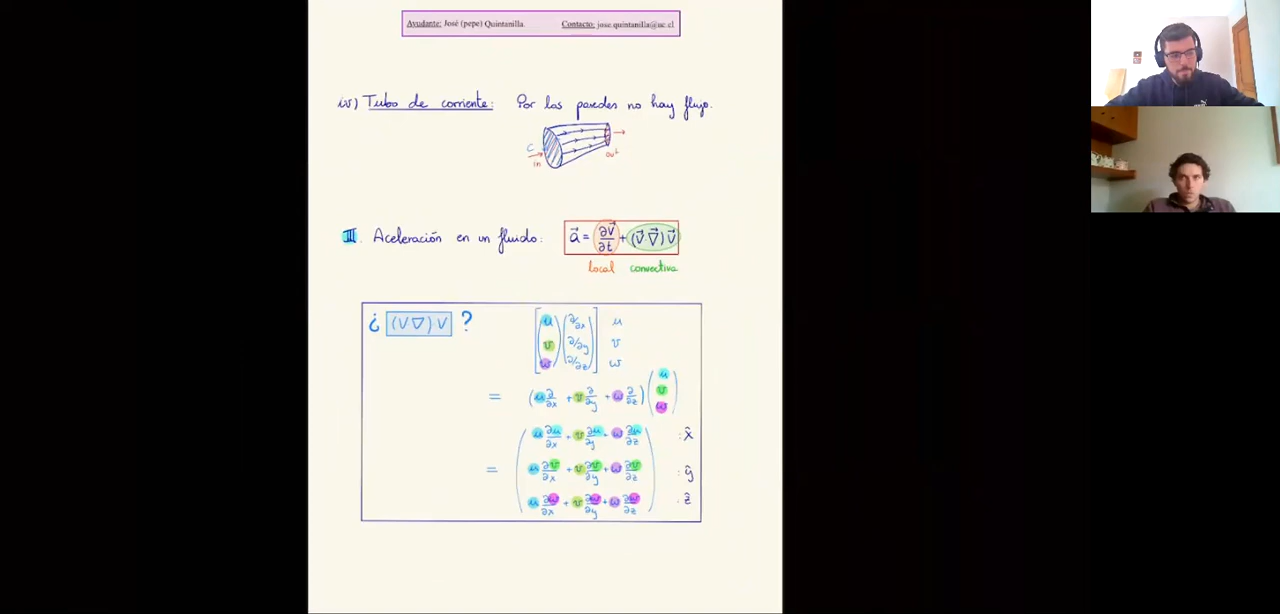 Ayudante: José (pepe) Quintanilla. Contacto: jose.quintanilla@uc.cl
iv) Tubo de corriente: Por las paredes no hay flujo.
C
in
out
III. Aceleración en un fluido: a⃗ = ∂V⃗/∂t + (V⃗·∇⃗)V⃗
local convectiva
¿ (V∇)V ? [(u v w)(∂/∂x ∂/∂y ∂/∂z)] u v w
= (u ∂/∂x + v ∂/∂y + w ∂/∂z) (u v w)
u ∂u/∂x + v ∂u/∂y + w ∂u/∂z : x̂
= u ∂v/∂x + v ∂v/∂y + w ∂v/∂z : ŷ
u ∂w/∂x + v ∂w/∂y + w ∂w/∂z : ẑ